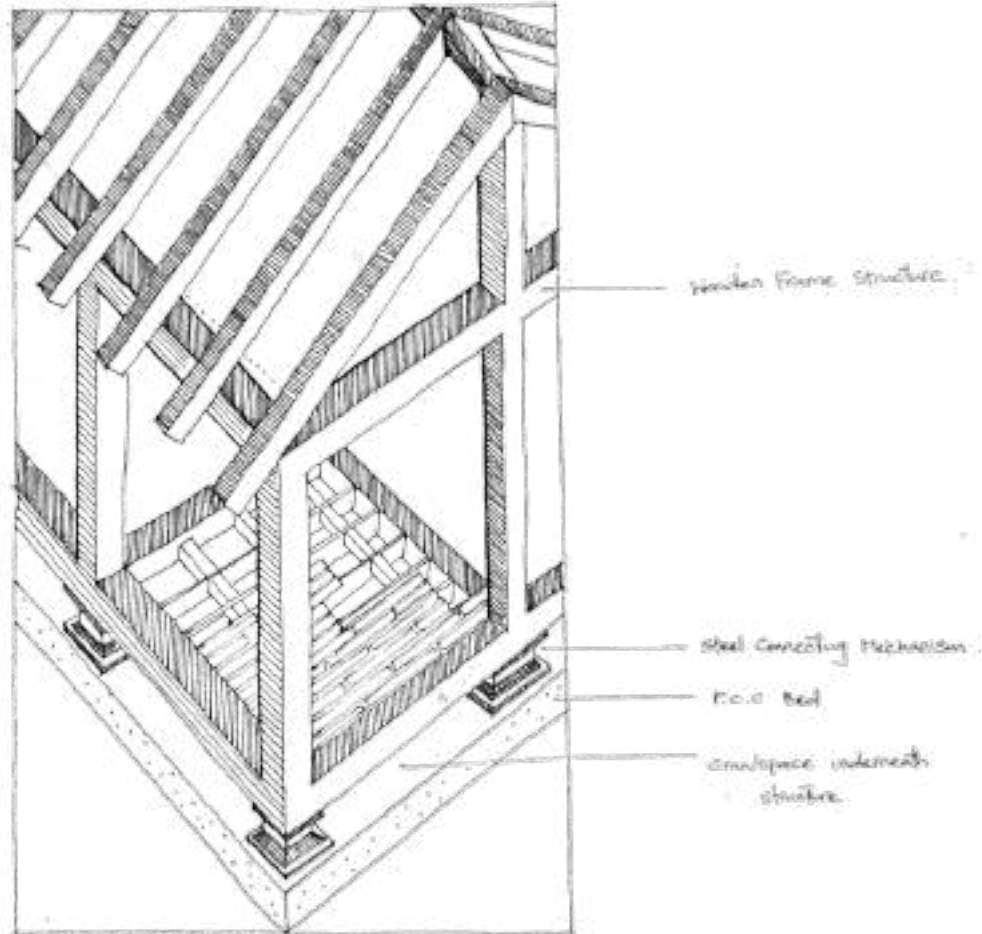 Wooden Frame Structure.
Steel Connecting Mechanism.
P.C.C Bed
Crawlspace underneath
structure